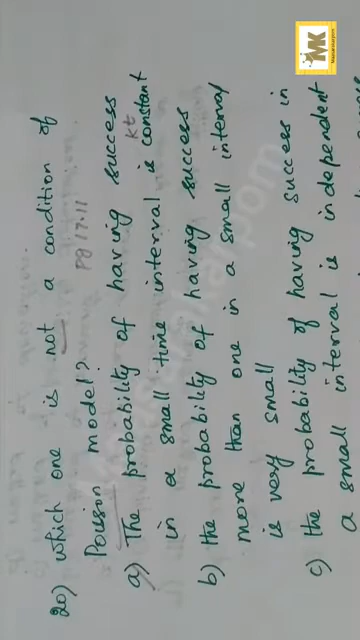 20) which one is not a condition of
Poision model? Pg 17.11
a) The probability of having success
in a small time interval is constant
kt
b) the probability of having success
more than one in a small interval
is very small
c) the probability of having success in
a small interval is independent
MK